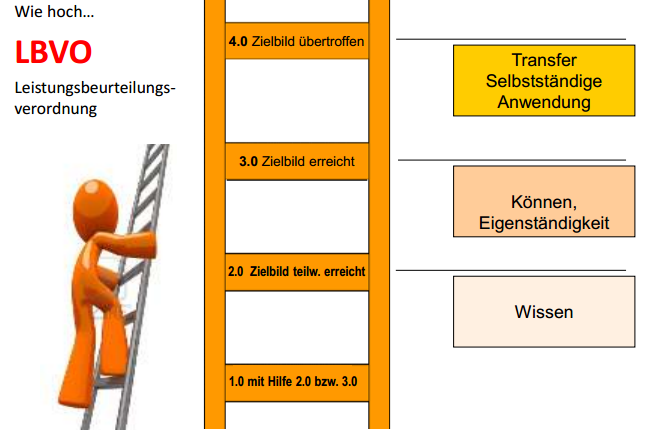 Wie hoch…
LBVO
Leistungsbeurteilungs-
verordnung
4.0 Zielbild übertroffen
3.0 Zielbild erreicht
2.0 Zielbild teilw. erreicht
1.0 mit Hilfe 2.0 bzw. 3.0
Transfer
Selbstständige
Anwendung
Können,
Eigenständigkeit
Wissen